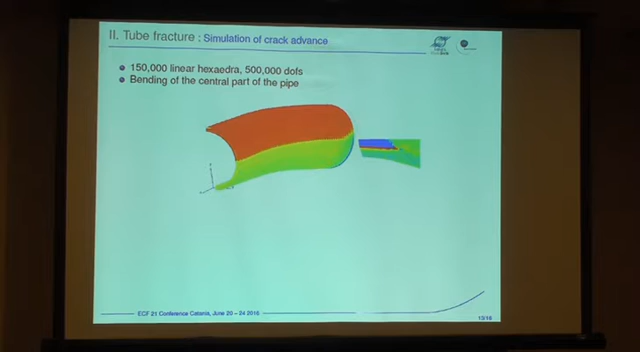 II. Tube fracture : Simulation of crack advance
150,000 linear hexaedra, 500,000 dofs
Bending of the central part of the pipe
ECF 21 Conference Catania, June 20 – 24 2016
13/16